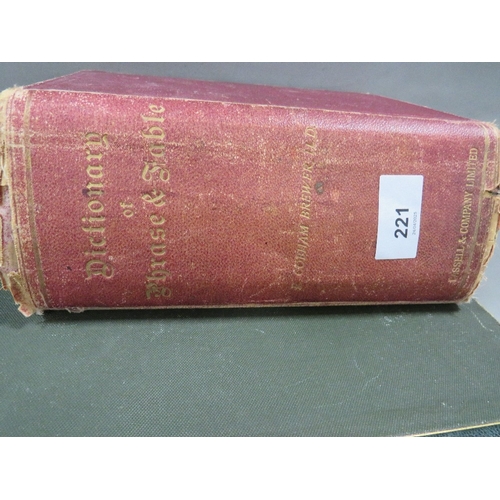 Dictionary
of
Phrase & Fable
E. COBHAM BREWER, LL.D.
221
CASSELL & COMPANY LIMITED